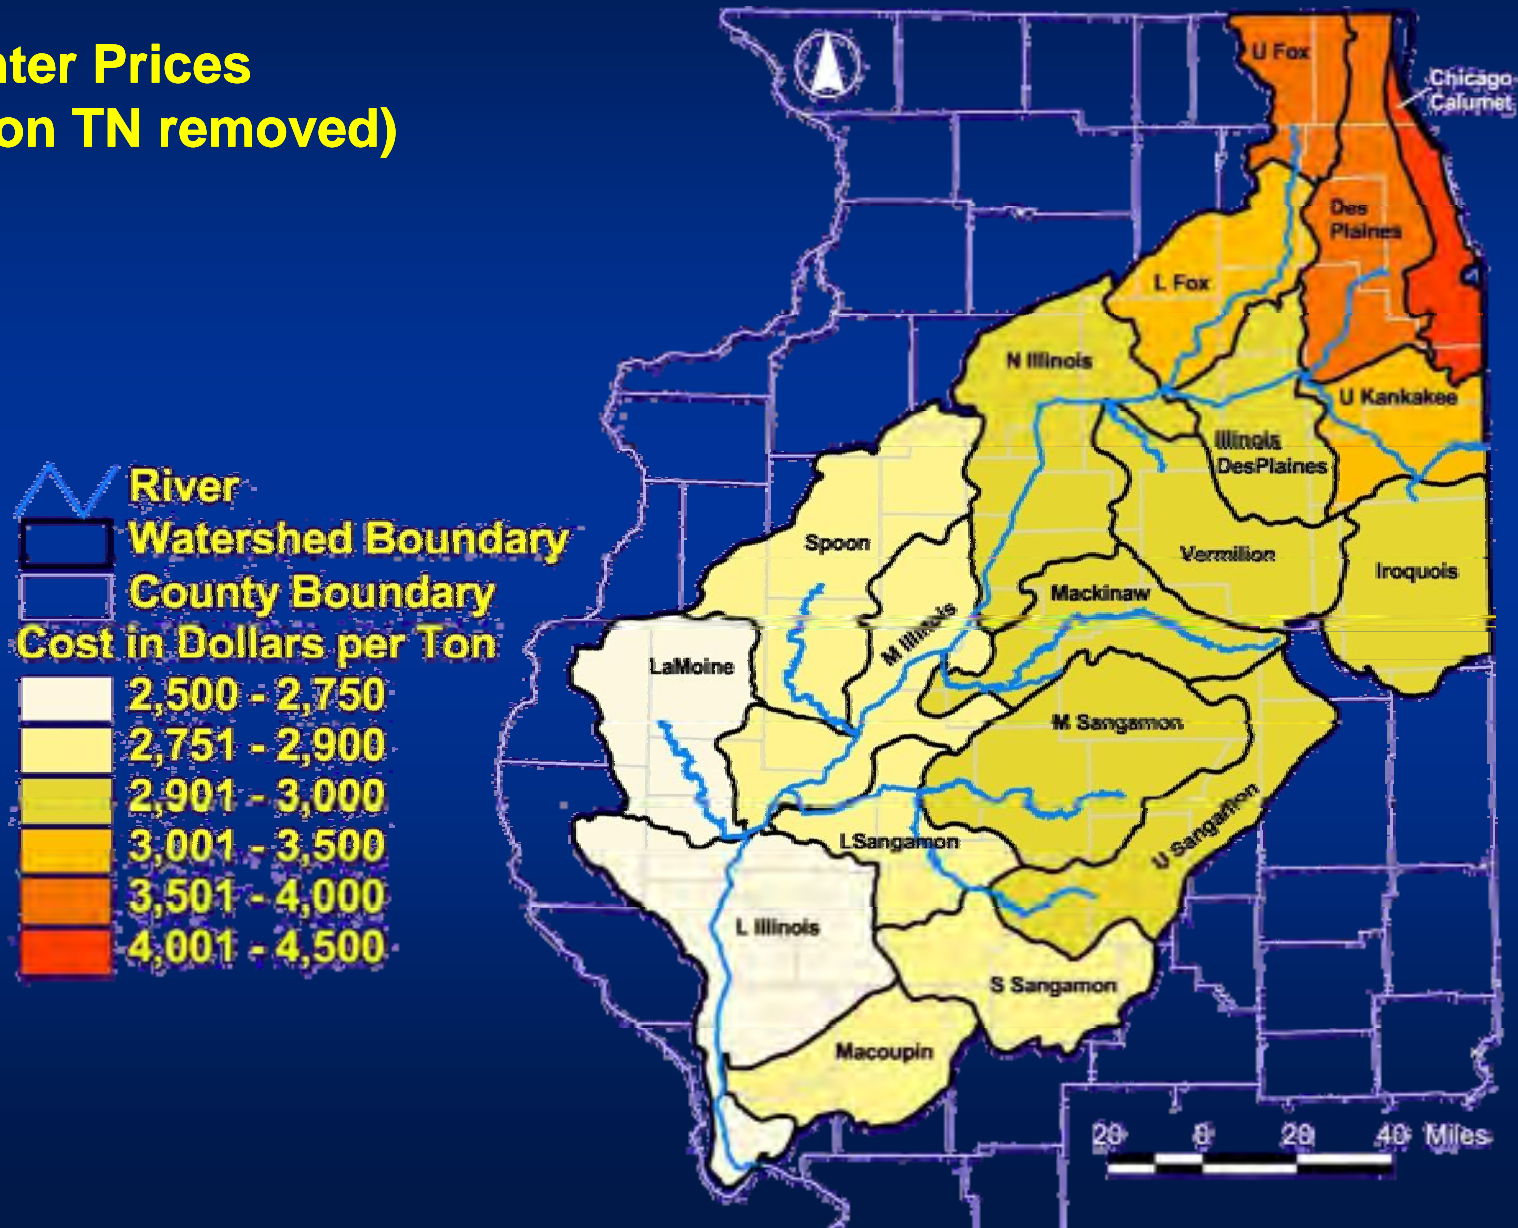 nter Prices
on TN removed)
U Fox
Chicago
Calumet
Des
Plaines
L Fox
N Illinois
U Kankakee
Illinois
DesPlaines
River
Watershed Boundary
County Boundary
Cost in Dollars per Ton
2,500 - 2,750
2,751 - 2,900
2,901 - 3,000
3,001 - 3,500
3,501 - 4,000
4,001 - 4,500
Spoon
Vermilion
Iroquois
Mackinaw
M Illinois
LaMoine
M Sangamon
U Sangamon
LSangamon
L Illinois
S Sangamon
Macoupin
20 0 20 40 Miles